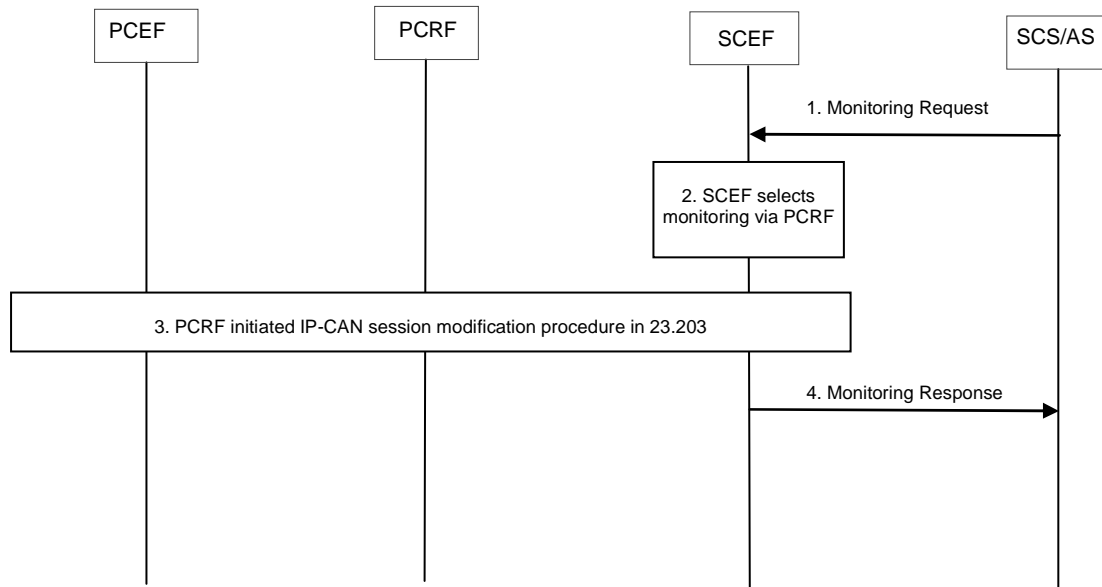 PCEF
PCRF
SCEF
SCS/AS
1. Monitoring Request
2. SCEF selects
monitoring via PCRF
3. PCRF initiated IP-CAN session modification procedure in 23.203
4. Monitoring Response